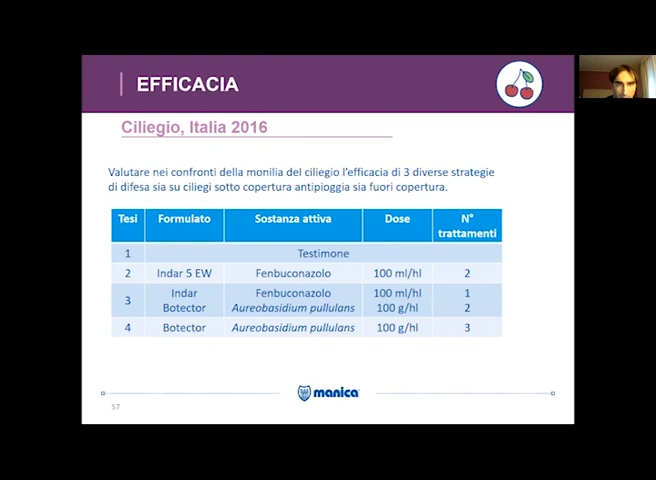 EFFICACIA
Ciliegio, Italia 2016
Valutare nei confronti della monilia del ciliegio l'efficacia di 3 diverse strategie
di difesa sia su ciliegi sotto copertura antipioggia sia fuori copertura.
Tesi Formulato Sostanza attiva Dose N° trattamenti
1 Testimone
2 Indar 5 EW Fenbuconazolo 100 ml/hl 2
3 Indar Fenbuconazolo 100 ml/hl 1
Botector Aureobasidium pullulans 100 g/hl 2
4 Botector Aureobasidium pullulans 100 g/hl 3
manica
57